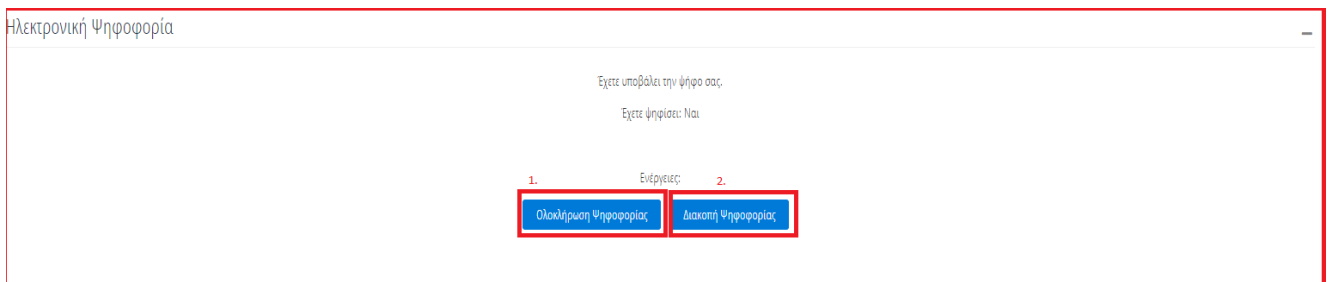 Ηλεκτρονική Ψηφοφορία
Έχετε υποβάλει την ψήφο σας.
Έχετε ψηφίσει: Ναι
1. Ενέργειες: 2.
Ολοκλήρωση Ψηφοφορίας Διακοπή Ψηφοφορίας